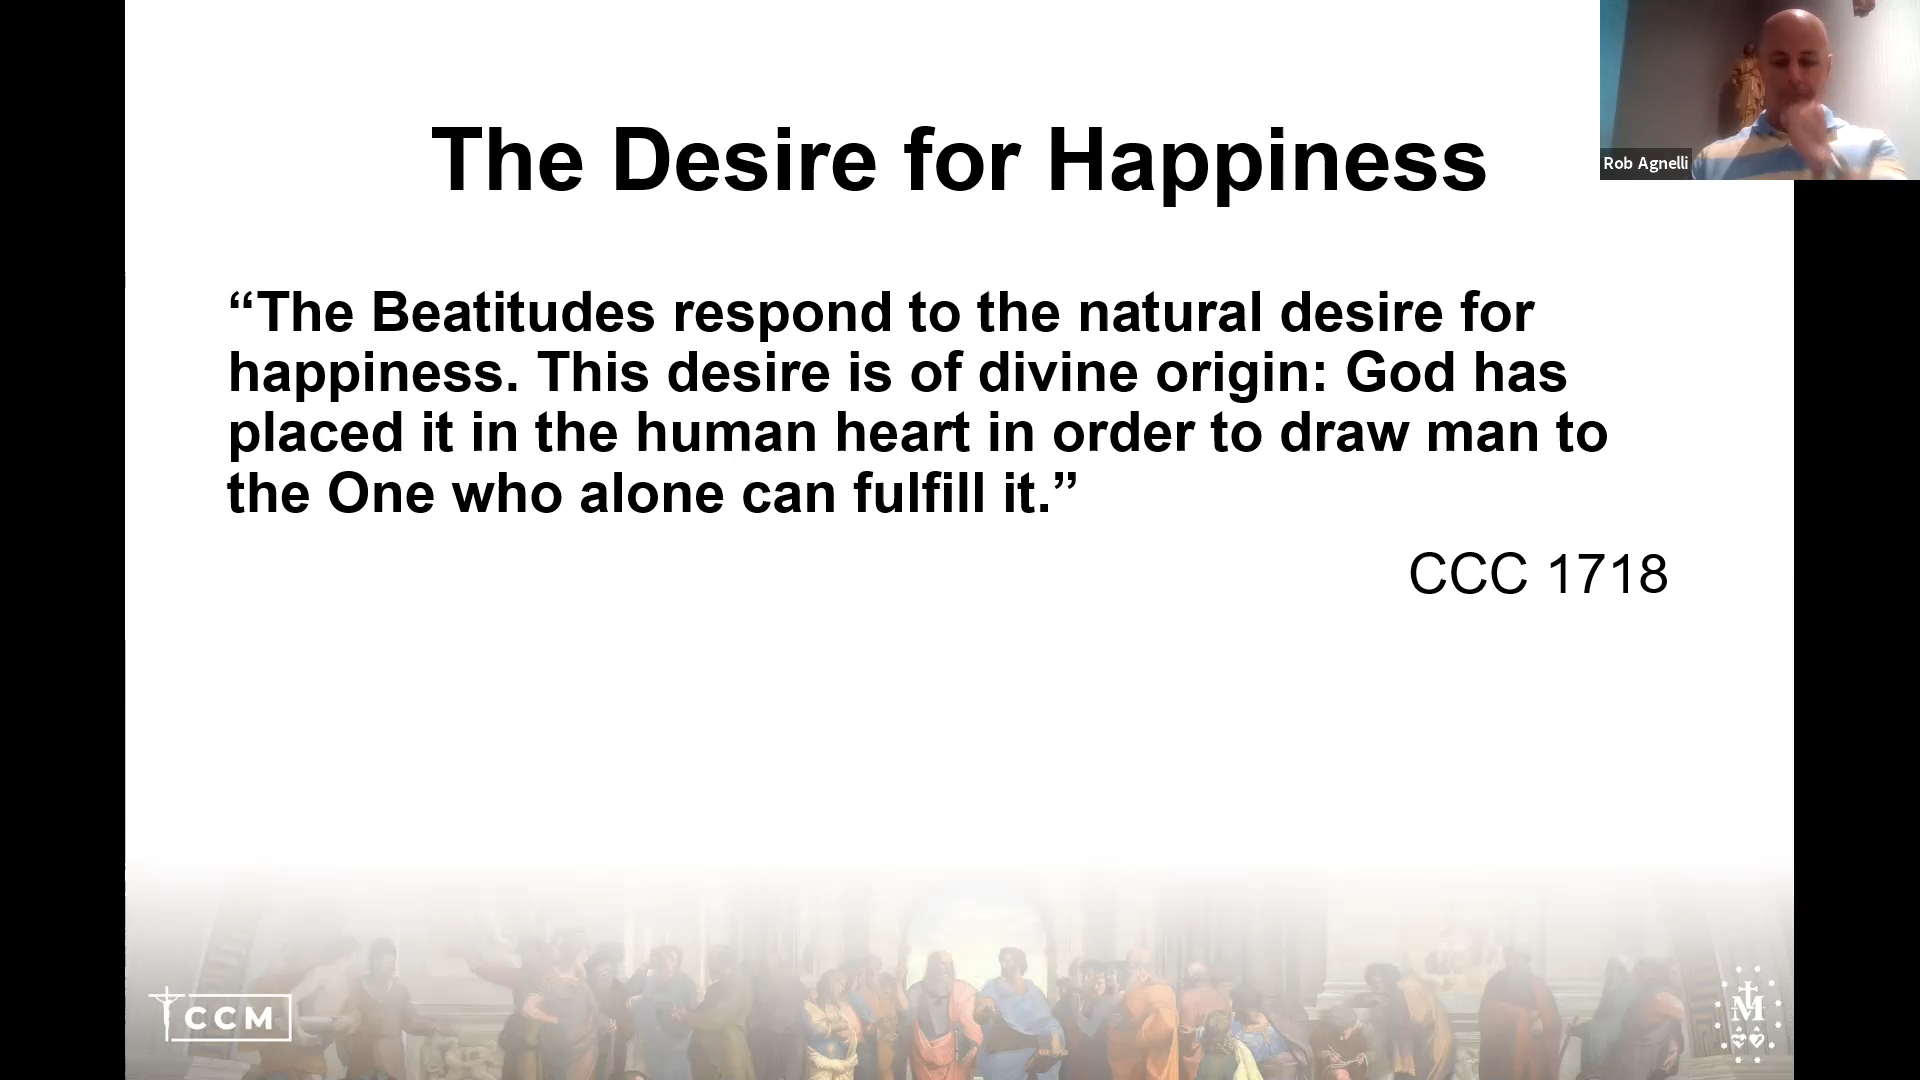 The Desire for Happiness
Rob Agnelli
“The Beatitudes respond to the natural desire for
happiness. This desire is of divine origin: God has
placed it in the human heart in order to draw man to
the One who alone can fulfill it.”
CCC 1718
CCM
M